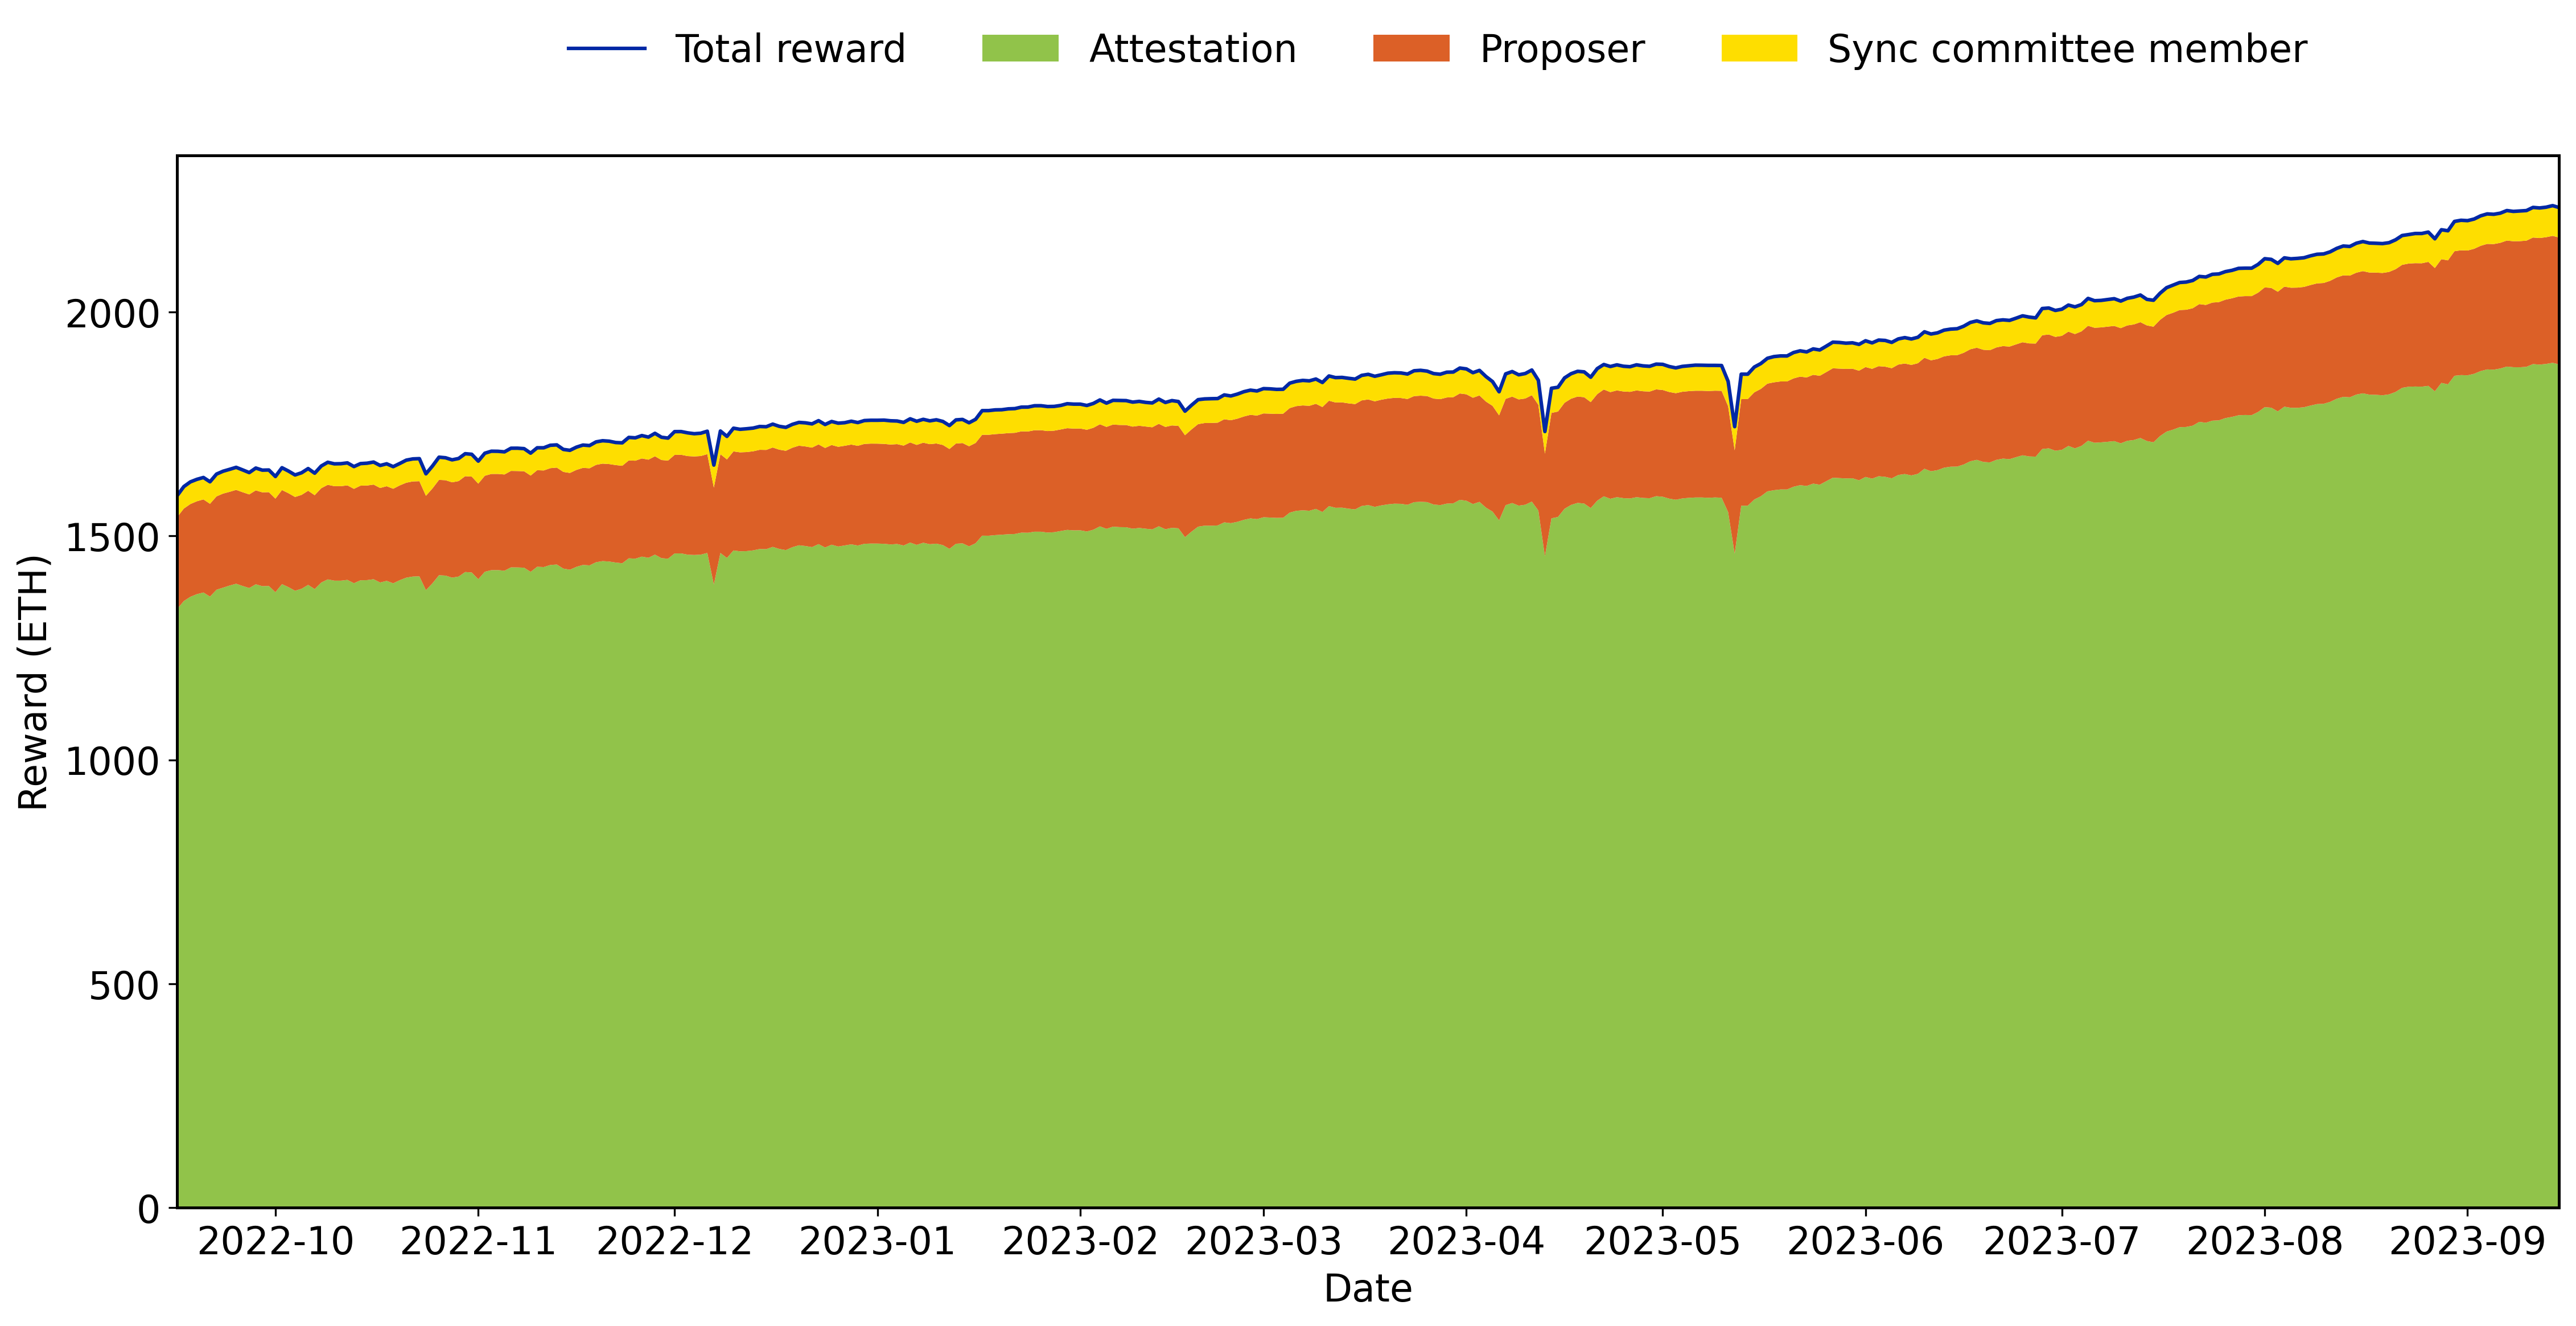 Total reward Attestation Proposer Sync committee member
Reward (ETH)
2000
1500
1000
500
0
2022-10 2022-11 2022-12 2023-01 2023-02 2023-03 2023-04 2023-05 2023-06 2023-07 2023-08 2023-09
Date